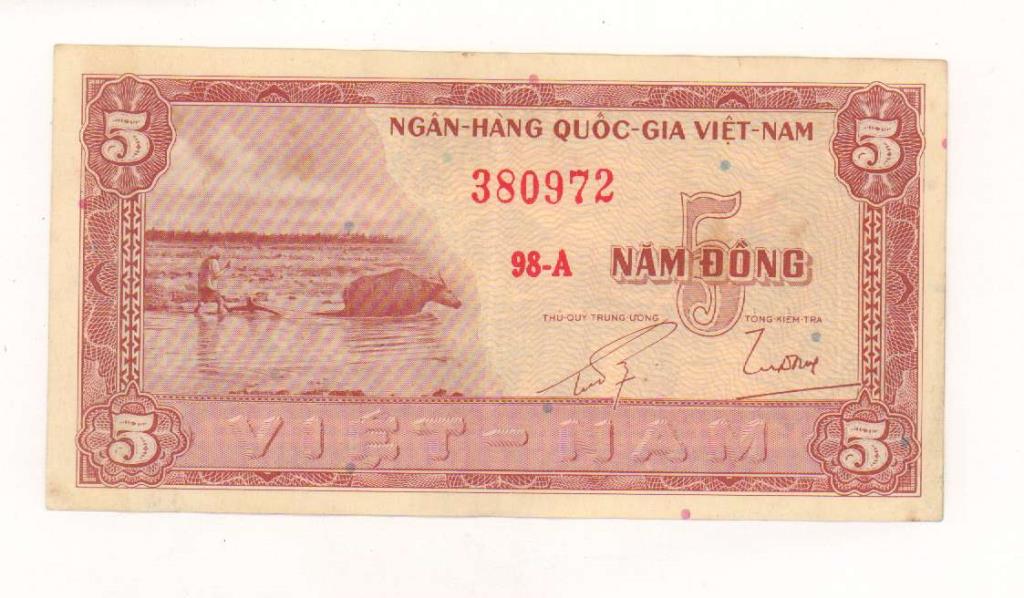 5
5
NGÂN-HÀNG QUỐC-GIA VIỆT-NAM
380972
5
98-A NĂM ĐỒNG
THỦ-QUỸ TRUNG-ƯƠNG TỔNG-KIỂM-TRA
5
VIỆT-NAM
5